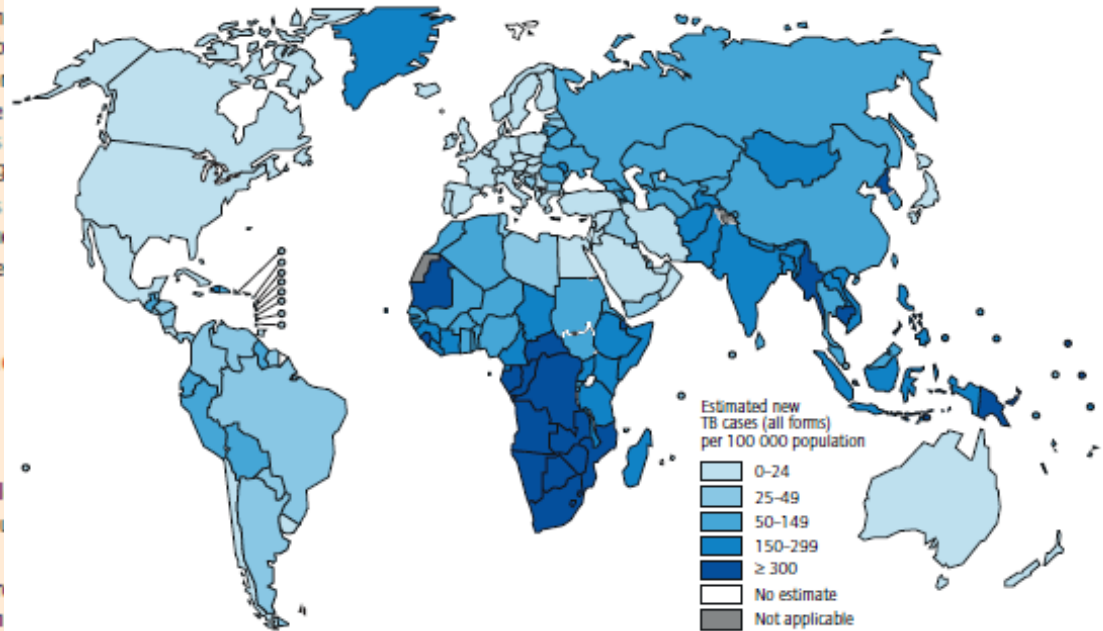 Estimated new
TB cases (all forms)
per 100 000 population
0–24
25–49
50–149
150–299
≥ 300
No estimate
Not applicable